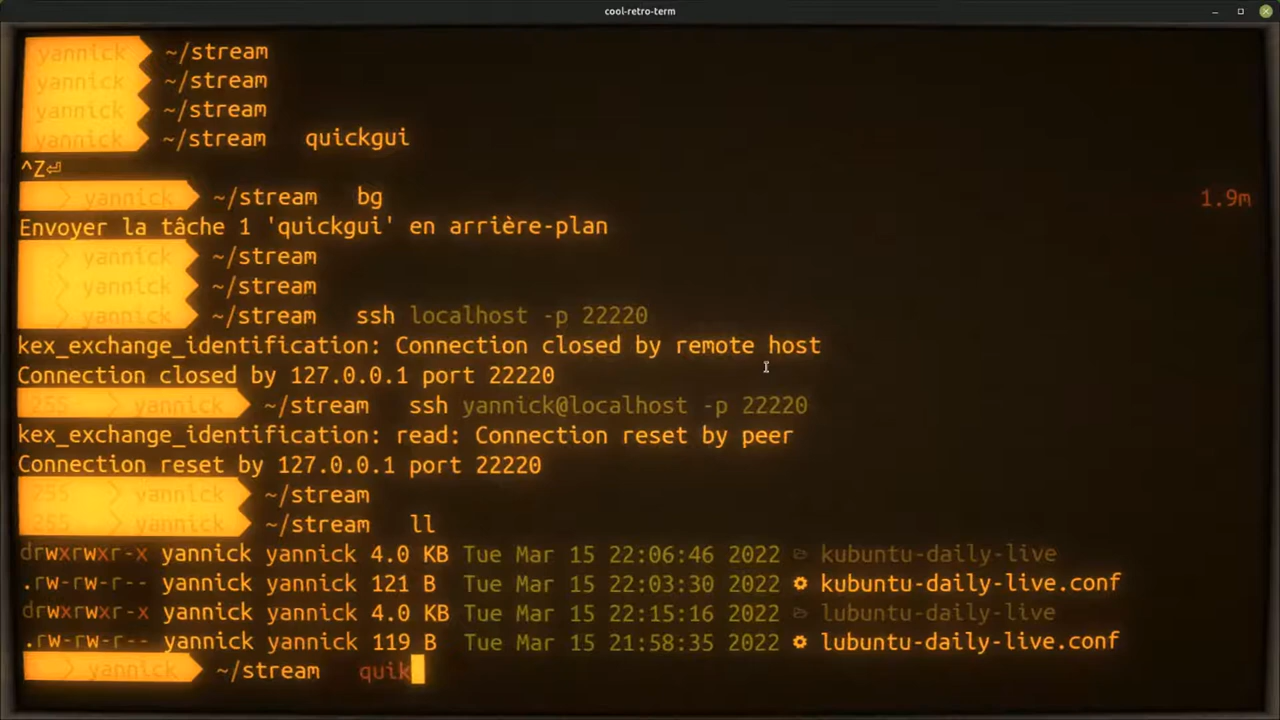 cool-retro-term
yannick ~/stream
yannick ~/stream
yannick ~/stream
yannick ~/stream quickgui
^Z⏎
yannick ~/stream bg 1.9m
Envoyer la tâche 1 'quickgui' en arrière-plan
yannick ~/stream
yannick ~/stream
yannick ~/stream ssh localhost -p 22220
kex_exchange_identification: Connection closed by remote host
Connection closed by 127.0.0.1 port 22220
255 yannick ~/stream ssh yannick@localhost -p 22220
kex_exchange_identification: read: Connection reset by peer
Connection reset by 127.0.0.1 port 22220
255 yannick ~/stream
255 yannick ~/stream ll
drwxrwxr-x yannick yannick 4.0 KB Tue Mar 15 22:06:46 2022 kubuntu-daily-live
.rw-rw-r-- yannick yannick 121 B Tue Mar 15 22:03:30 2022 kubuntu-daily-live.conf
drwxrwxr-x yannick yannick 4.0 KB Tue Mar 15 22:15:16 2022 lubuntu-daily-live
.rw-rw-r-- yannick yannick 119 B Tue Mar 15 21:58:35 2022 lubuntu-daily-live.conf
yannick ~/stream quik